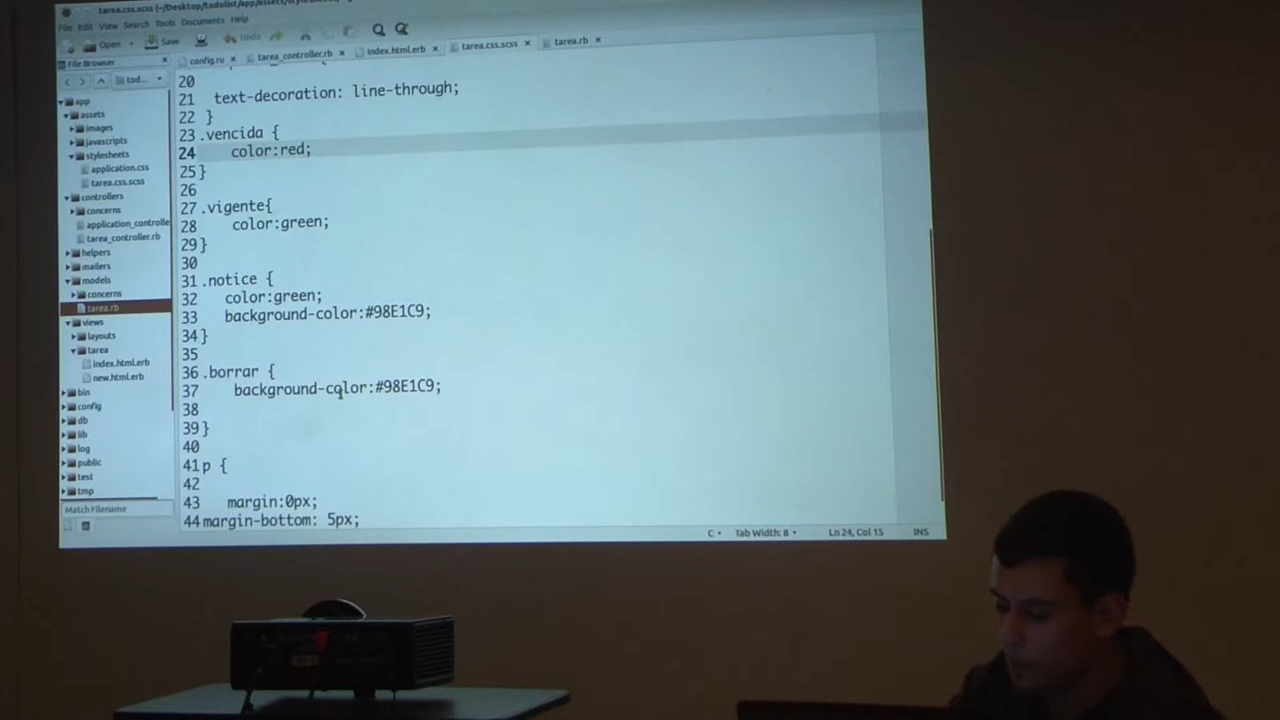 tarea.css.scss (~/Desktop/todolist/app/assets/stylesheets)
File Edit View Search Tools Documents Help
Open Save Undo
File Browser
config.ru tarea_controller.rb index.html.erb tarea.css.scss tarea.rb
tod...
app
assets
images
javascripts
stylesheets
application.css
tarea.css.scss
controllers
concerns
application_controlle
tarea_controller.rb
helpers
mailers
models
concerns
tarea.rb
views
layouts
tarea
index.html.erb
new.html.erb
bin
config
db
lib
log
public
test
tmp
Match Filename
20
21 text-decoration: line-through;
22 }
23 .vencida {
24 color:red;
25 }
26
27 .vigente{
28 color:green;
29 }
30
31 .notice {
32 color:green;
33 background-color:#98E1C9;
34 }
35
36 .borrar {
37 background-color:#98E1C9;
38
39 }
40
41 p {
42
43 margin:0px;
44 margin-bottom: 5px;
C Tab Width: 8 Ln 24, Col 15 INS